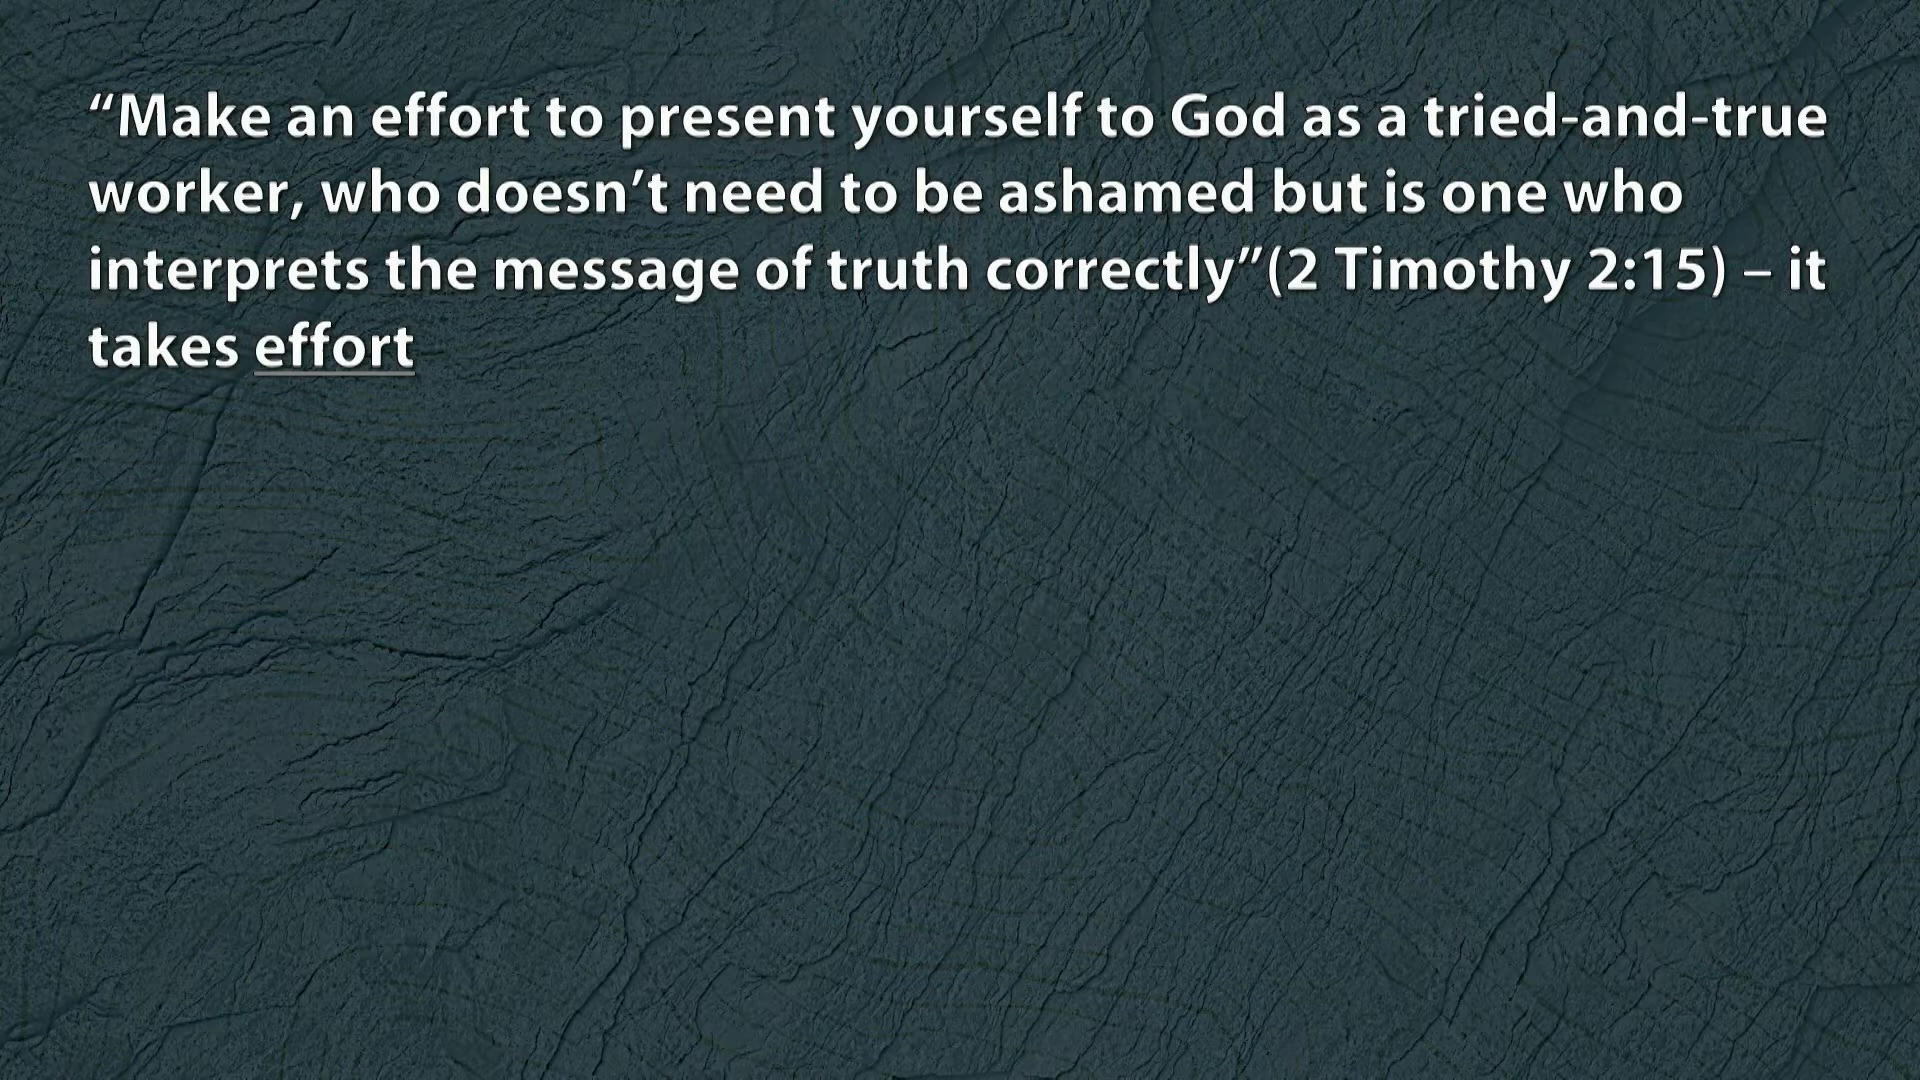 “Make an effort to present yourself to God as a tried-and-true
worker, who doesn’t need to be ashamed but is one who
interprets the message of truth correctly”(2 Timothy 2:15) – it
takes effort